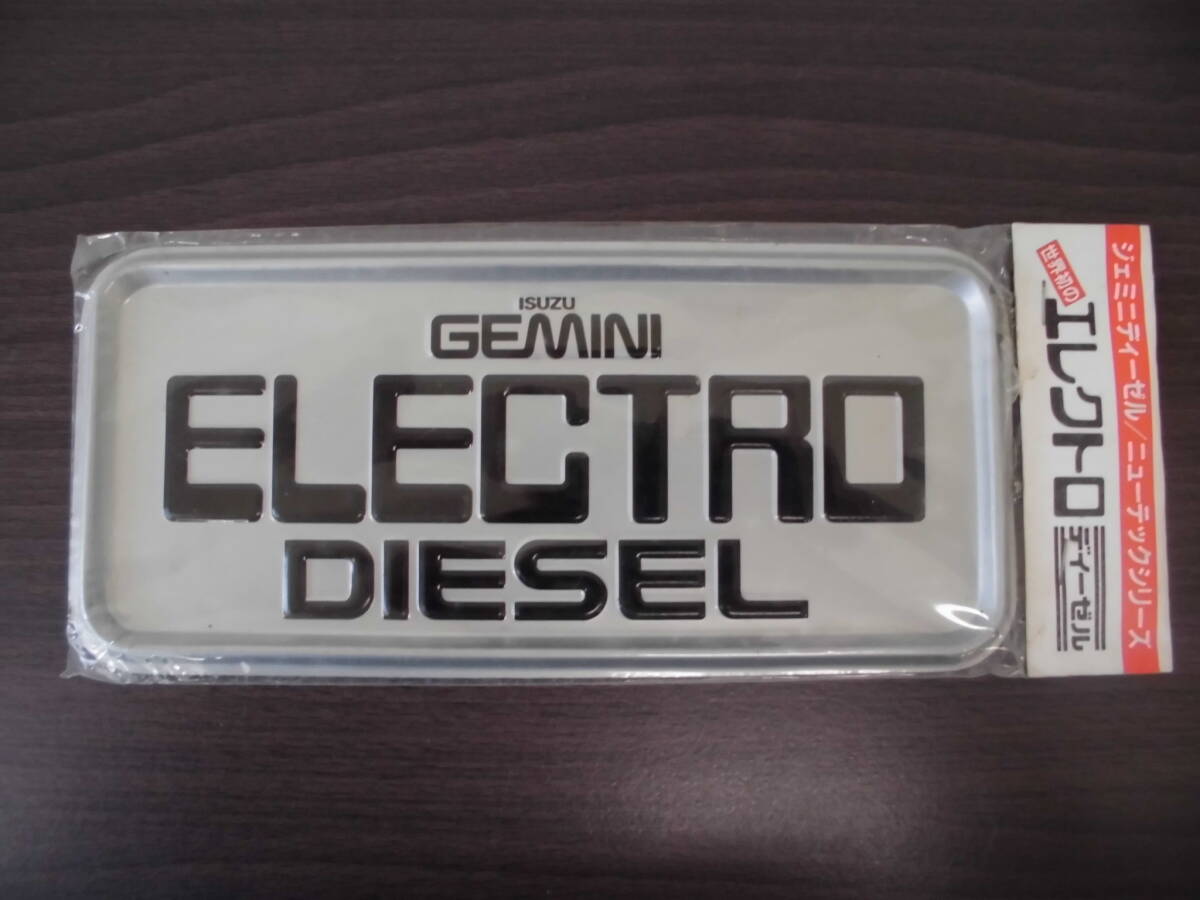 ISUZU
GEMINI
ELECTRO
DIESEL
ジェミニディーゼル/ニューテックシリーズ
世界初の
エレクトロ
ディーゼル